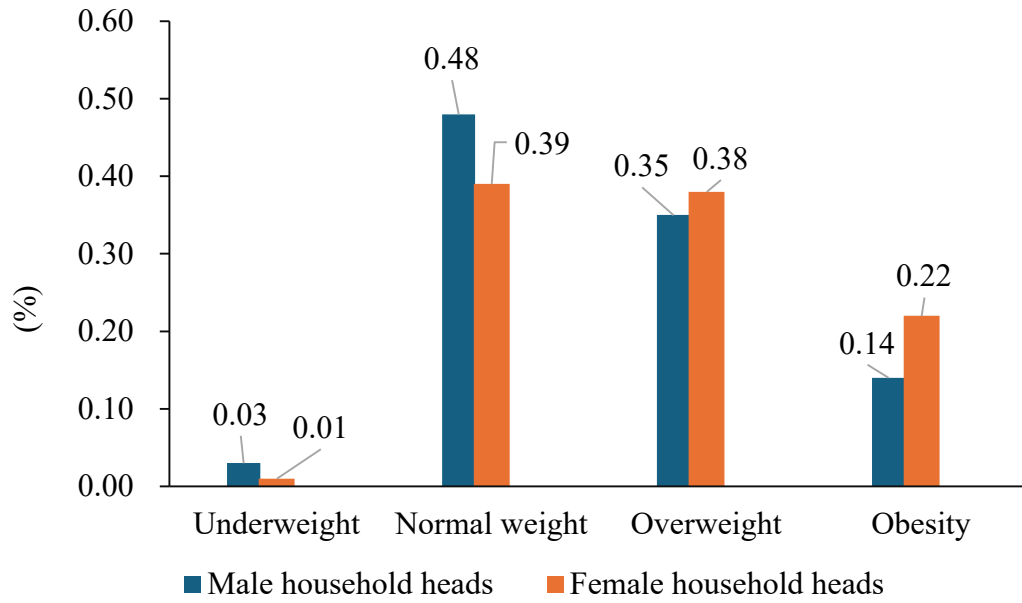 0.60
0.50
0.40
0.30
0.20
0.10
0.00
(%)
0.48
0.39
0.35
0.38
0.22
0.14
0.03
0.01
Underweight
Normal weight
Overweight
Obesity
Male household heads
Female household heads